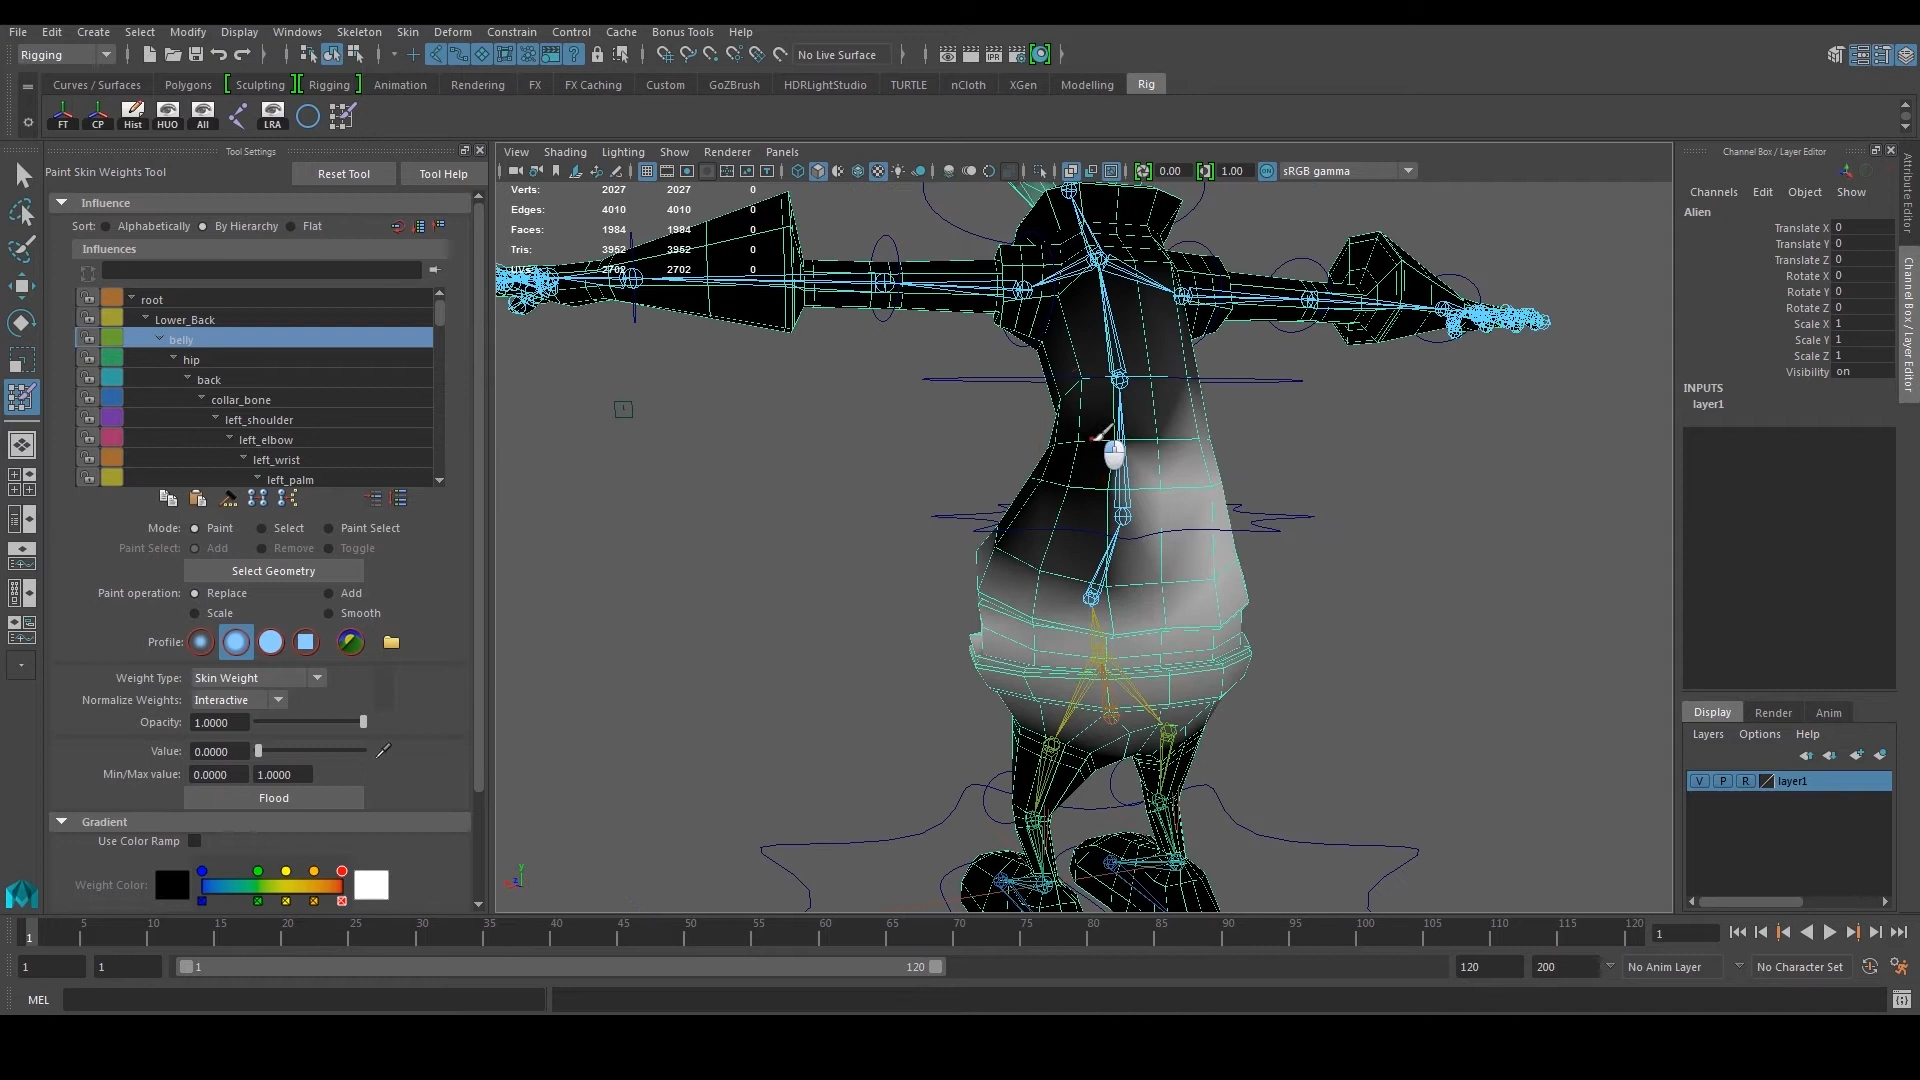 File Edit Create Select Modify Display Windows Skeleton Skin Deform Constrain Control Cache Bonus Tools Help
Rigging No Live Surface IPR
Curves / Surfaces Polygons Sculpting Rigging Animation Rendering FX FX Caching Custom GoZBrush HDRLightStudio TURTLE nCloth XGen Modelling Rig
FT CP Hist HUO All LRA
Tool Settings
Paint Skin Weights Tool Reset Tool Tool Help
Influence
Sort: Alphabetically By Hierarchy Flat
Influences
root
Lower_Back
belly
hip
back
collar_bone
left_shoulder
left_elbow
left_wrist
left_palm
Mode: Paint Select Paint Select
Paint Select: Add Remove Toggle
Select Geometry
Paint operation: Replace Add
Scale Smooth
Profile:
Weight Type: Skin Weight
Normalize Weights: Interactive
Opacity: 1.0000
Value: 0.0000
Min/Max value: 0.0000 1.0000
Flood
Gradient
Use Color Ramp
Weight Color:
View Shading Lighting Show Renderer Panels
0.00 1.00 ON sRGB gamma
Verts: 2027 2027 0
Edges: 4010 4010 0
Faces: 1984 1984 0
Tris: 3952 3952 0
UVs: 2702 2702 0
y
z
Channel Box / Layer Editor
Channels Edit Object Show
Alien
Translate X 0
Translate Y 0
Translate Z 0
Rotate X 0
Rotate Y 0
Rotate Z 0
Scale X 1
Scale Y 1
Scale Z 1
Visibility on
INPUTS
layer1
Attribute Editor
Channel Box / Layer Editor
Display Render Anim
Layers Options Help
V P R layer1
1 5 10 15 20 25 30 35 40 45 50 55 60 65 70 75 80 85 90 95 100 105 110 115 120 1
1 1 1 120 120 200 No Anim Layer No Character Set
MEL